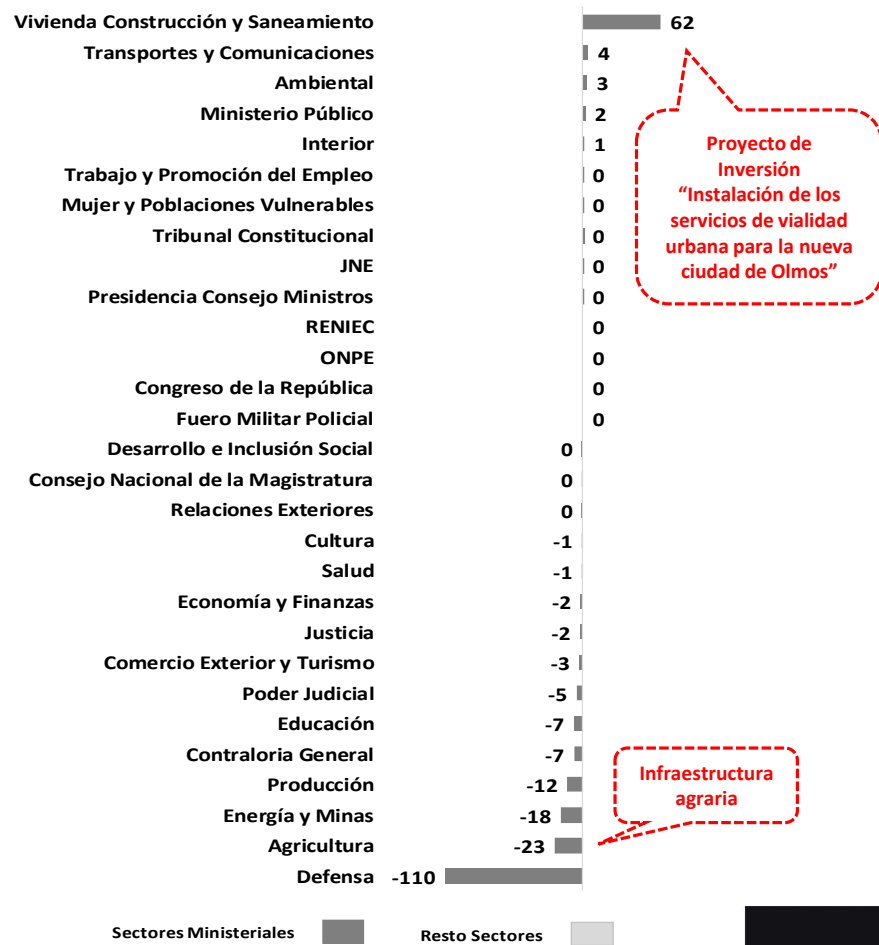 Vivienda Construcción y Saneamiento 62
Transportes y Comunicaciones 4
Ambiental 3
Ministerio Público 2
Interior 1
Trabajo y Promoción del Empleo 0
Mujer y Poblaciones Vulnerables 0
Tribunal Constitucional 0
JNE 0
Presidencia Consejo Ministros 0
RENIEC 0
ONPE 0
Congreso de la República 0
Fuero Militar Policial 0
Desarrollo e Inclusión Social 0
Consejo Nacional de la Magistratura 0
Relaciones Exteriores 0
Cultura -1
Salud -1
Economía y Finanzas -2
Justicia -2
Comercio Exterior y Turismo -3
Poder Judicial -5
Educación -7
Contraloria General -7
Producción -12
Energía y Minas -18
Agricultura -23
Defensa -110
Proyecto de
Inversión
“Instalación de los
servicios de vialidad
urbana para la nueva
ciudad de Olmos”
Infraestructura
agraria
Sectores Ministeriales
Resto Sectores